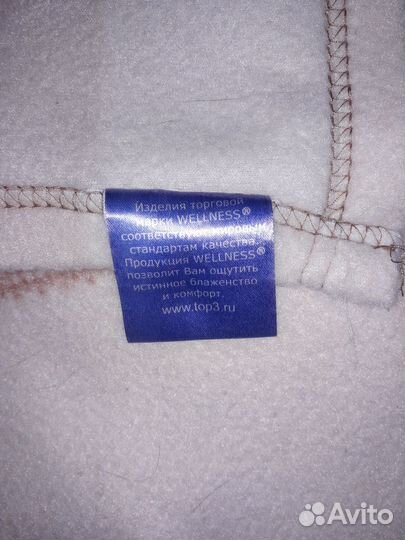 Изделия торговой
марки WELLNESS®
соответствуют мировым
стандартам качества.
Продукция WELLNESS®
позволит Вам ощутить
истинное блаженство
и комфорт.
www.top3.ru
Avito